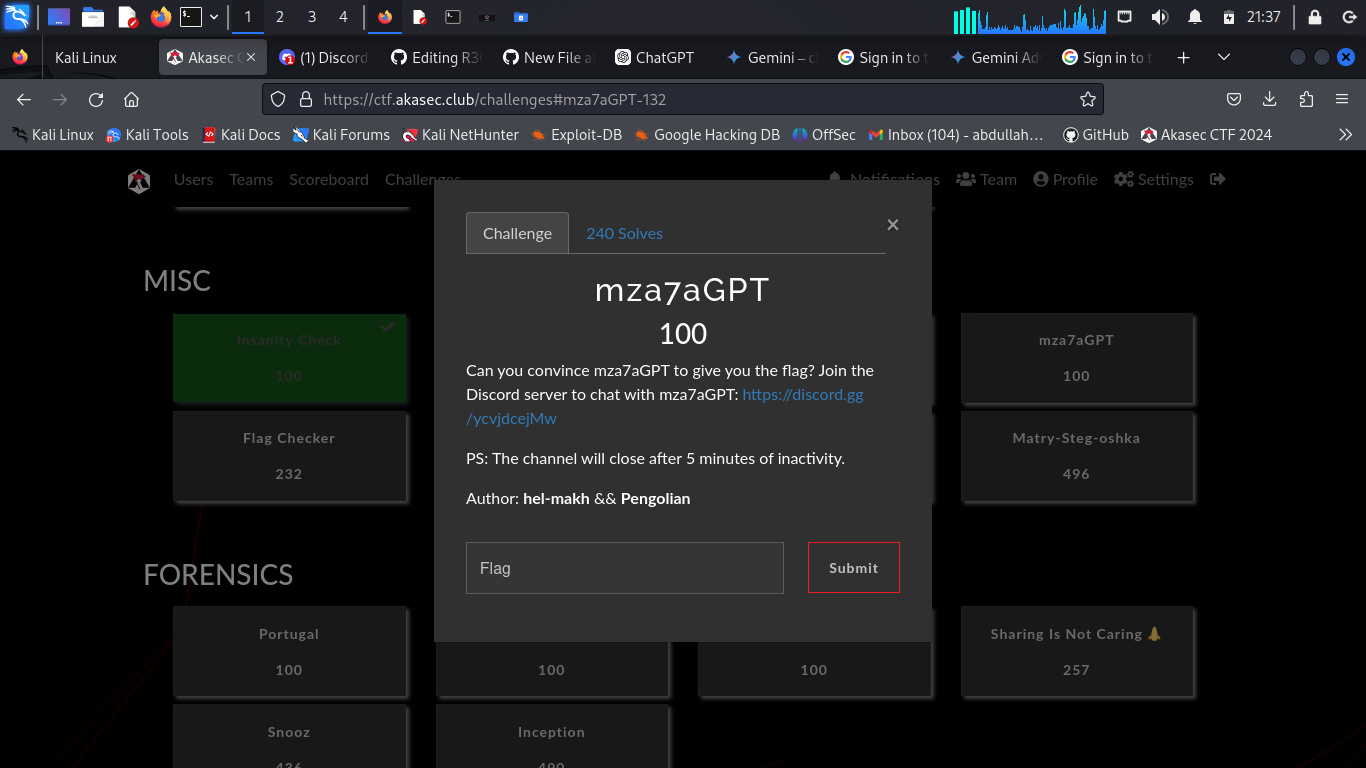 1 2 3 4 21:37
Kali Linux Akasec C (1) Discord Editing R3 New File a ChatGPT Gemini – c Sign in to t Gemini Adv Sign in to t
https://ctf.akasec.club/challenges#mza7aGPT-132
Kali Linux Kali Tools Kali Docs Kali Forums Kali NetHunter Exploit-DB Google Hacking DB OffSec Inbox (104) - abdullah… GitHub Akasec CTF 2024
Users Teams Scoreboard Challenges Notifications Team Profile Settings
Challenge 240 Solves ×
mza7aGPT
100
Can you convince mza7aGPT to give you the flag? Join the
Discord server to chat with mza7aGPT: https://discord.gg
/ycvjdcejMw
PS: The channel will close after 5 minutes of inactivity.
Author: hel-makh && Pengolian
Flag Submit
MISC
Insanity Check mza7aGPT
100 100
Flag Checker Matry-Steg-oshka
232 496
FORENSICS
Portugal Sharing Is Not Caring
100 100 100 257
Snooz Inception
436 490